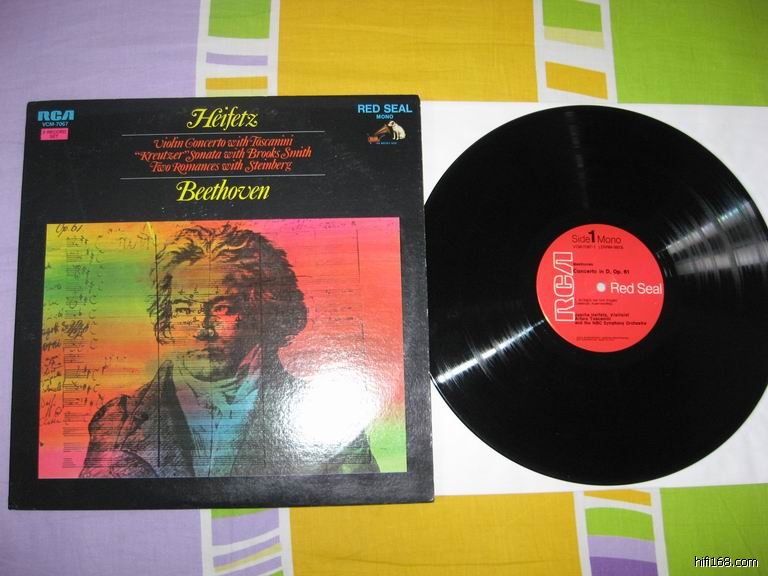 RCA
VCM-7067
2 RECORD
SET
Heifetz
RED SEAL
MONO
Violin Concerto with Toscanini
"Kreutzer" Sonata with Brooks Smith
Two Romances with Steinberg
Beethoven
Op. 61
Side 1 Mono
Beethoven
Concerto in D, Op. 61
RCA
Red Seal
Jascha Heifetz, Violinist
Arturo Toscanini
and the NBC Symphony Orchestra
hifi168.com